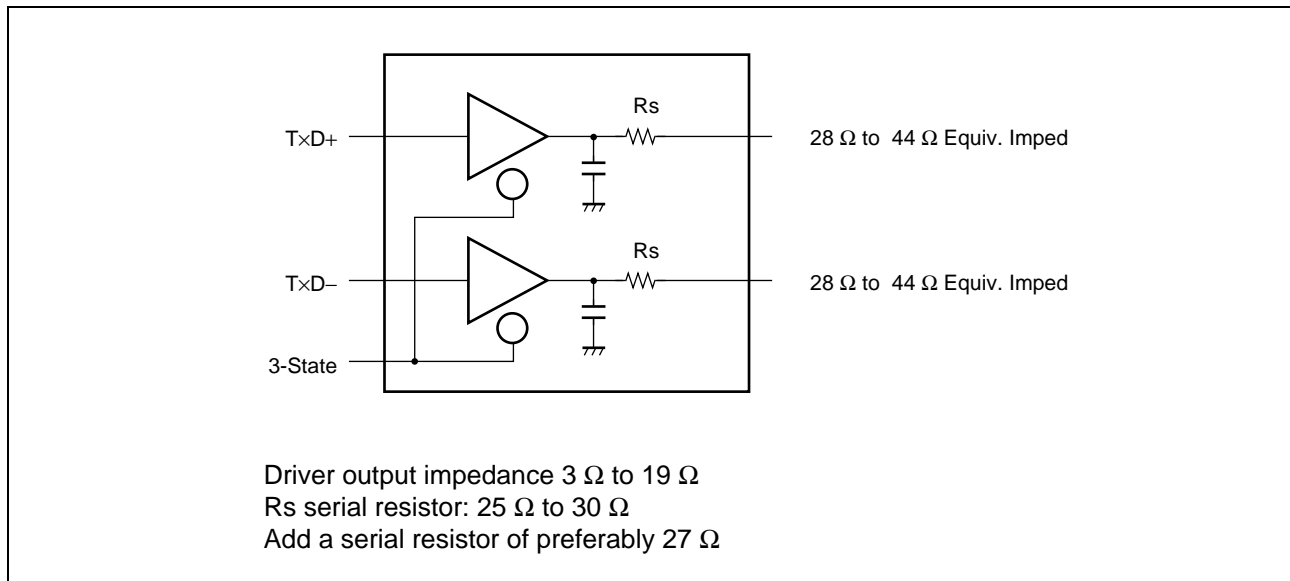 Rs
T×D+
28 Ω to 44 Ω Equiv. Imped
Rs
T×D−
28 Ω to 44 Ω Equiv. Imped
3-State
Driver output impedance 3 Ω to 19 Ω
Rs serial resistor: 25 Ω to 30 Ω
Add a serial resistor of preferably 27 Ω